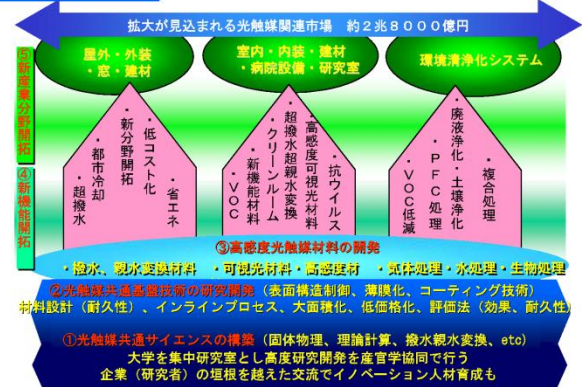 拡大が見込まれる光触媒関連市場　約２兆８０００億円
⑤新産業分野開拓
屋外・外装
・窓・建材
室内・内装・建材
・病院設備・研究室
環境清浄化システム
④新機能開拓
・超撥水
・都市冷却
・新分野開拓
・低コスト化
・省エネ
・VOC
・新機能材料
・クリーンルーム
・超撥水超親水変換
・高感度可視光材料
・抗ウイルス
・VOC低減
・PFC処理
・廃液浄化・土壌浄化
・複合処理
③高感度光触媒材料の開発
・撥水、親水変換材料　・可視光材料・高感度材　・気体処理・水処理・生物処理
②光触媒共通基盤技術の研究開発（表面構造制御、薄膜化、コーティング技術）
材料設計（耐久性）、インラインプロセス、大面積化、低価格化、評価法（効果、耐久性）
①光触媒共通サイエンスの構築（固体物理、理論計算、撥水親水変換、etc）
大学を集中研究室とし高度研究開発を産官学協同で行う
企業（研究者）の垣根を越えた交流でイノベーション人材育成も